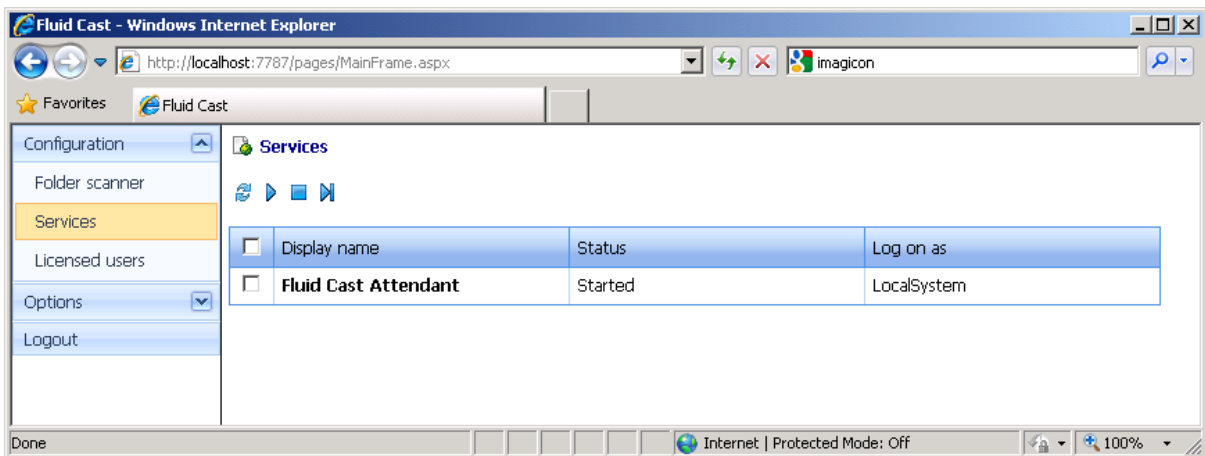 Fluid Cast - Windows Internet Explorer
http://localhost:7787/pages/MainFrame.aspx imagicon
Favorites Fluid Cast
Configuration
Folder scanner
Services
Licensed users
Options
Logout
Services
Display name Status Log on as
Fluid Cast Attendant Started LocalSystem
Done Internet | Protected Mode: Off 100%